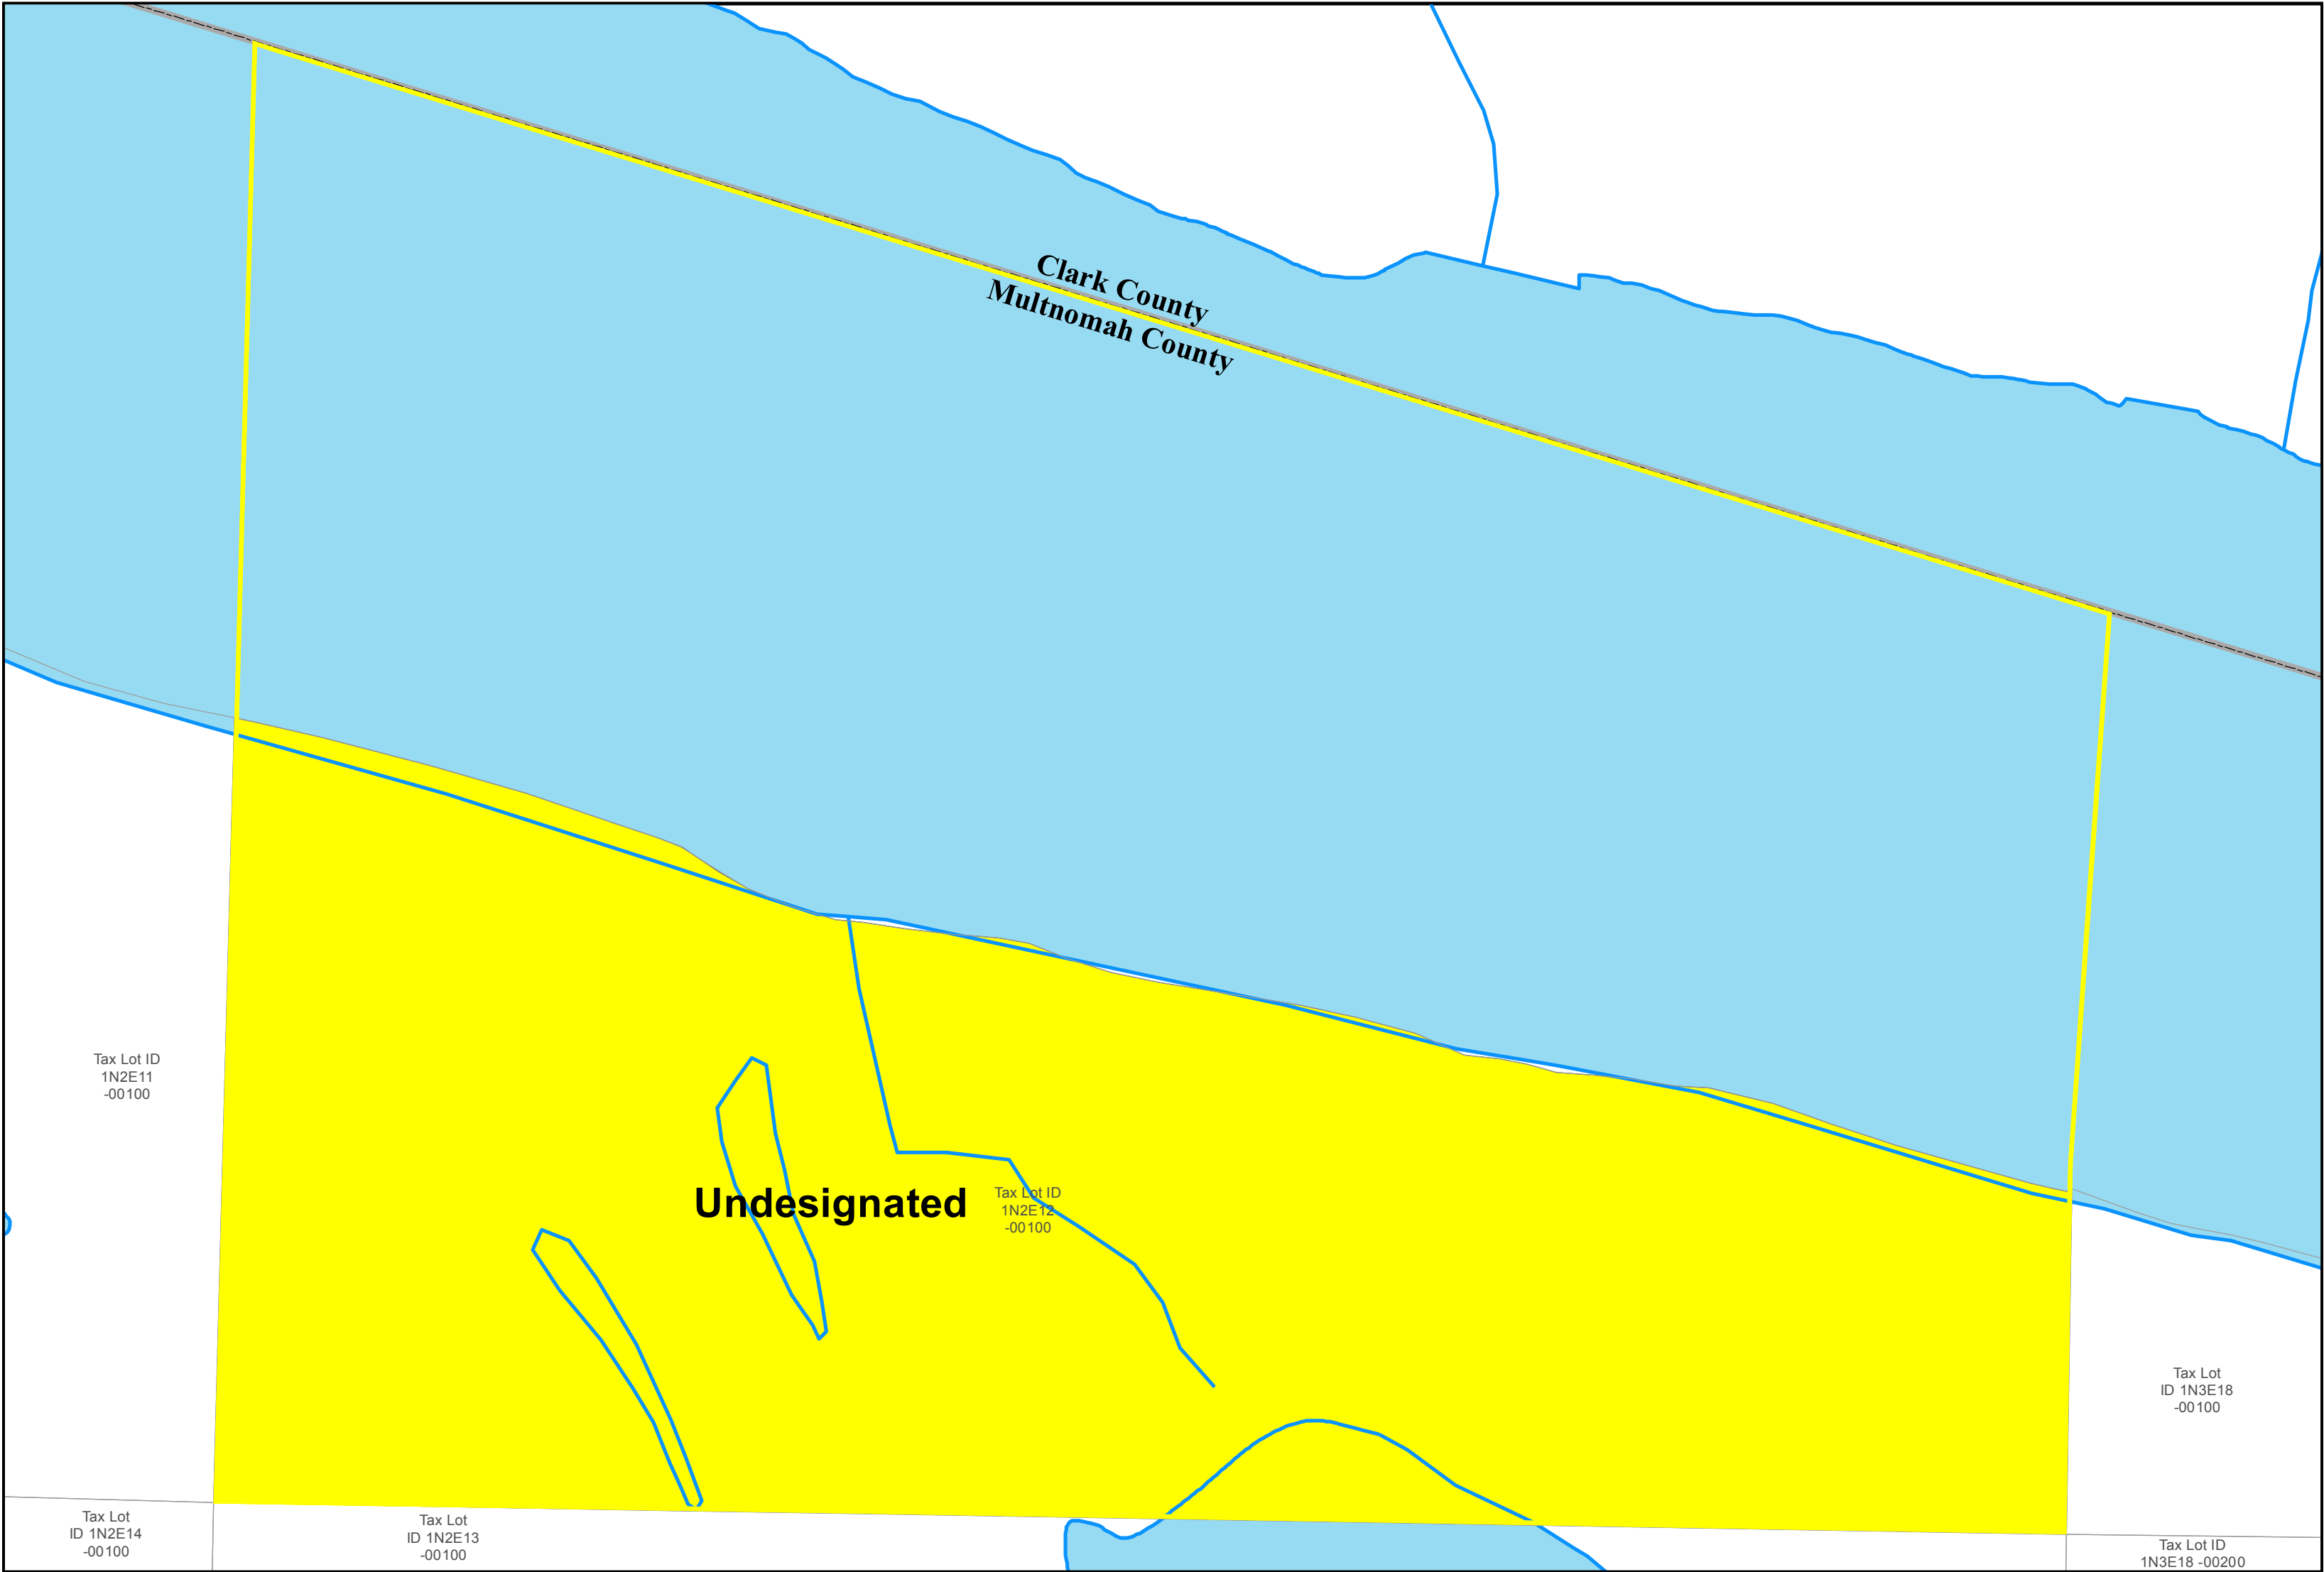 Clark County
Multnomah County
Tax Lot ID
1N2E11
-00100
Undesignated
Tax Lot ID
1N2E12
-00100
Tax Lot
ID 1N3E18
-00100
Tax Lot
ID 1N2E14
-00100
Tax Lot
ID 1N2E13
-00100
Tax Lot ID
1N3E18 -00200